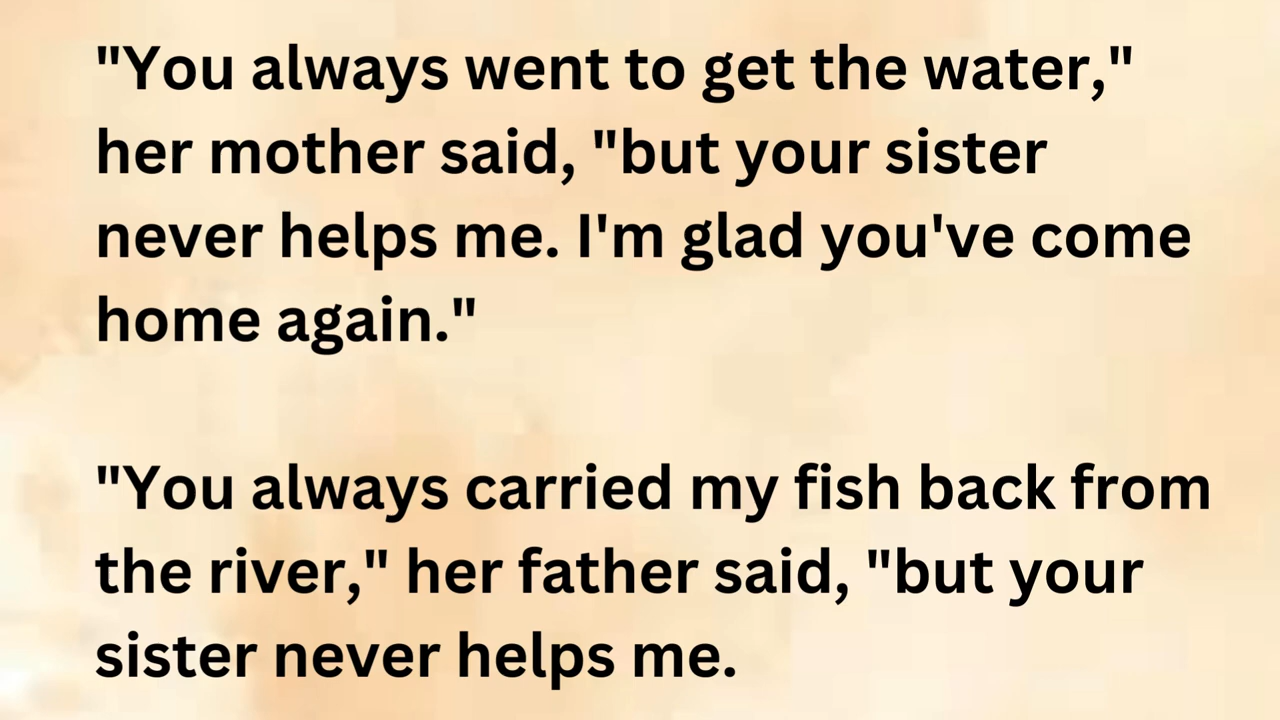 "You always went to get the water,"
her mother said, "but your sister
never helps me. I'm glad you've come
home again."
"You always carried my fish back from
the river," her father said, "but your
sister never helps me.